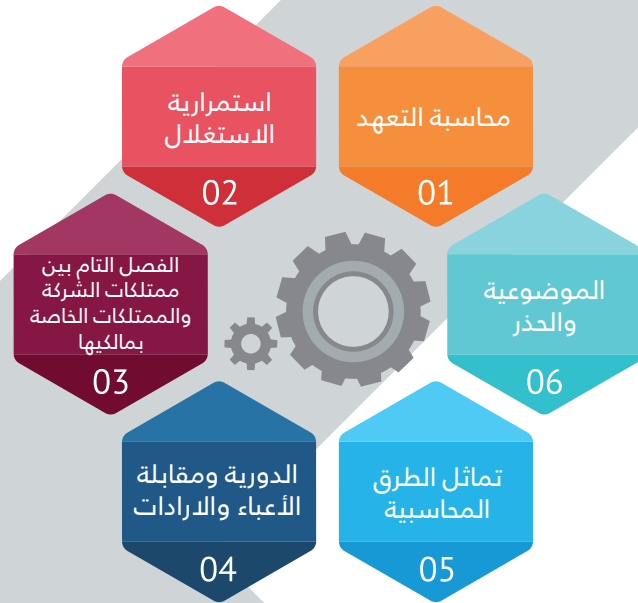 محاسبة التعهد
01
استمرارية
الاستغلال
02
الفصل التام بين
ممتلكات الشركة
والممتلكات الخاصة
بمالكيها
03
الدورية ومقابلة
الأعباء والارادات
04
تماثل الطرق
المحاسبية
05
الموضوعية
والحذر
06